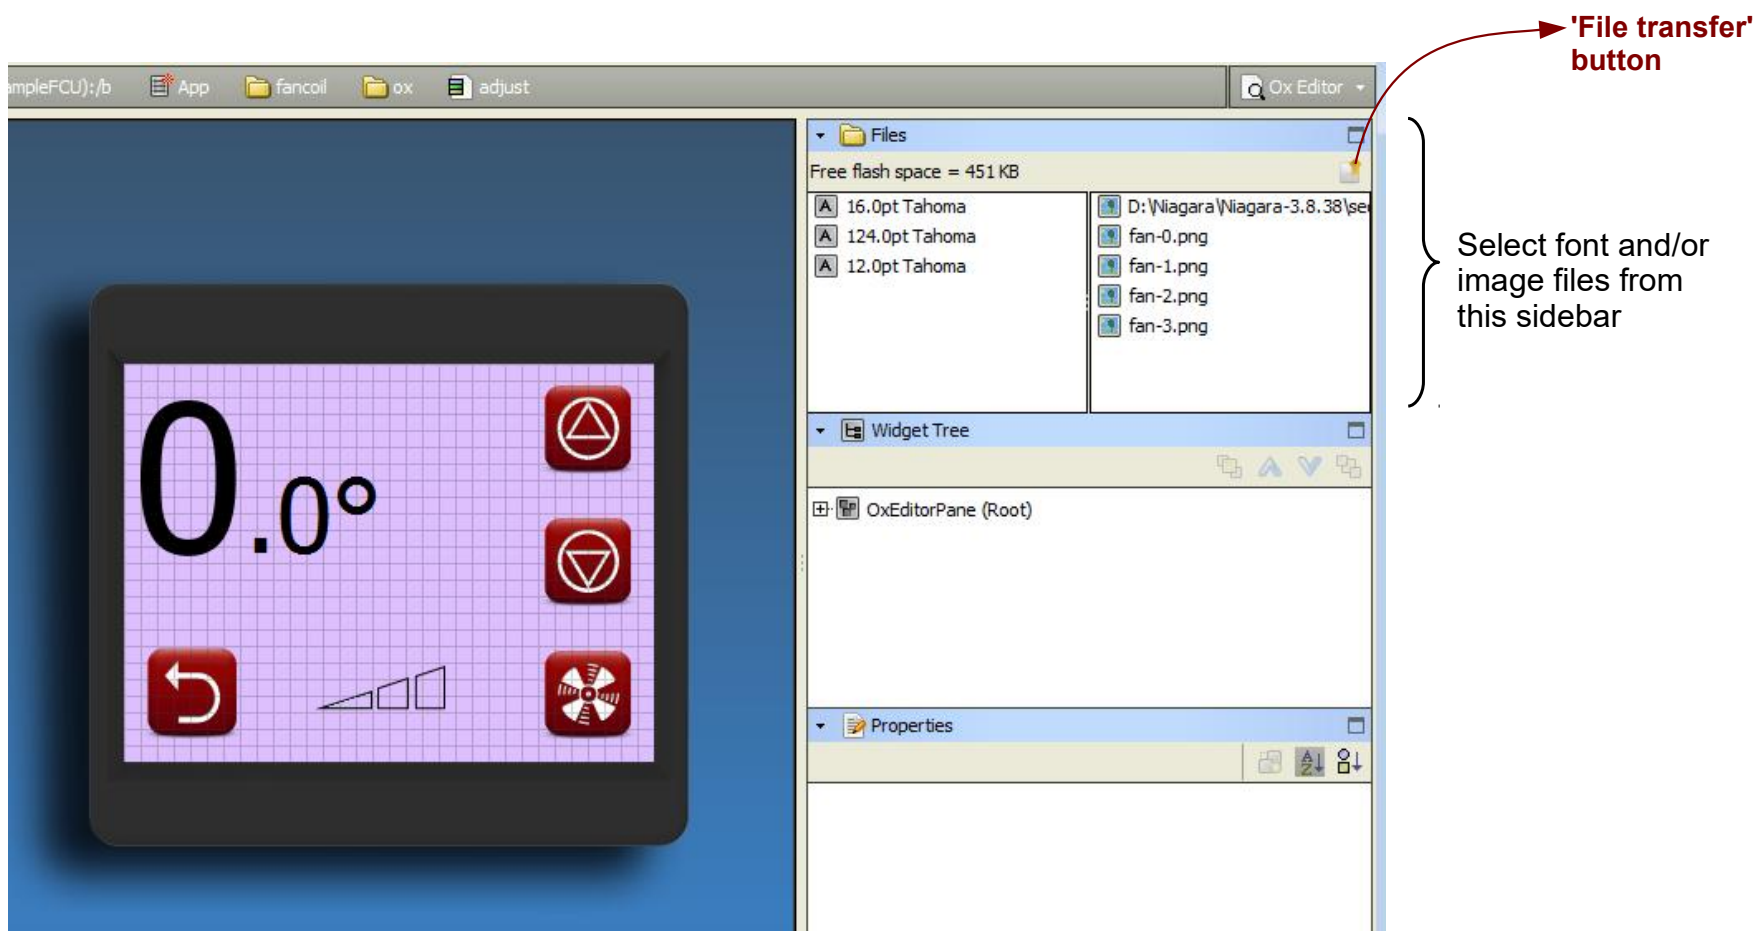 'File transfer'
button
ampleFCU):/b App fancoil ox adjust Ox Editor
Files
Free flash space = 451 KB
16.0pt Tahoma
124.0pt Tahoma
12.0pt Tahoma
D:\Niagara\Niagara-3.8.38\se
fan-0.png
fan-1.png
fan-2.png
fan-3.png
Select font and/or
image files from
this sidebar
Widget Tree
OxEditorPane (Root)
Properties
0.0°